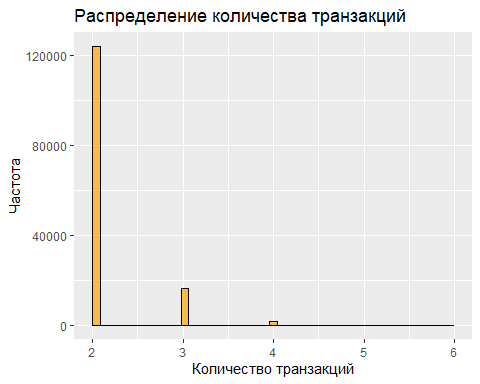 Распределение количества транзакций
120000
80000
40000
0
Частота
2 3 4 5 6
Количество транзакций